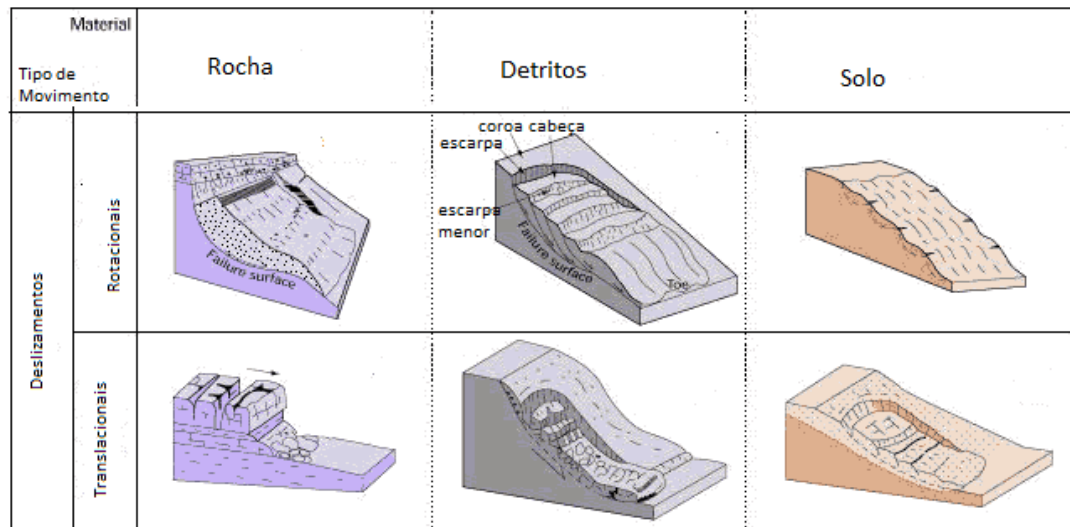 Material
Tipo de
Movimento
Rocha
Detritos
Solo
Deslizamentos
Rotacionais
Failure surface
coroa cabeça
escarpa
escarpa
menor
Failure surface
Toe
Translacionais